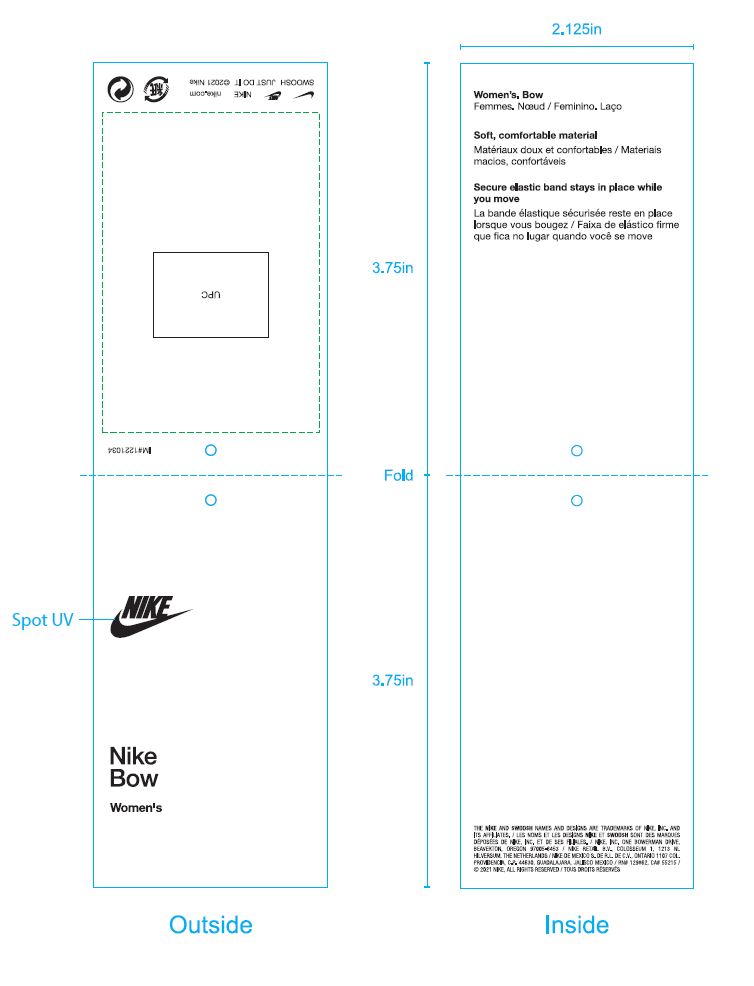 2.125in
SWOOSH JUST DO IT ©2021 Nike
NIKE nike.com
UPC
IM#1221034
NIKE
Spot UV
Nike
Bow
Women's
Outside
3.75in
Fold
3.75in
Women's, Bow
Femmes. Nœud / Feminino. Laço
Soft, comfortable material
Matériaux doux et confortables / Materiais
macios, confortáveis
Secure elastic band stays in place while
you move
La bande élastique sécurisée reste en place
lorsque vous bougez / Faixa de elástico firme
que fica no lugar quando você se move
THE NIKE AND SWOOSH NAMES AND DESIGNS ARE TRADEMARKS OF NIKE, INC. AND
ITS AFFILIATES. / LES NOMS ET LES DESIGNS NIKE ET SWOOSH SONT DES MARQUES
DÉPOSÉES DE NIKE, INC. ET DE SES FILIALES. / NIKE, INC. ONE BOWERMAN DRIVE,
BEAVERTON, OREGON 97005-6453 / NIKE RETAIL B.V., COLOSSEUM 1, 1213 NL
HILVERSUM, THE NETHERLANDS / NIKE DE MEXICO S. DE R.L. DE C.V., ONTARIO 1107 COL.
PROVIDENCIA, C.P. 44630, GUADALAJARA, JALISCO MEXICO / RN# CA# 55215 /
© 2021 NIKE, ALL RIGHTS RESERVED / TOUS DROITS RÉSERVÉS
Inside